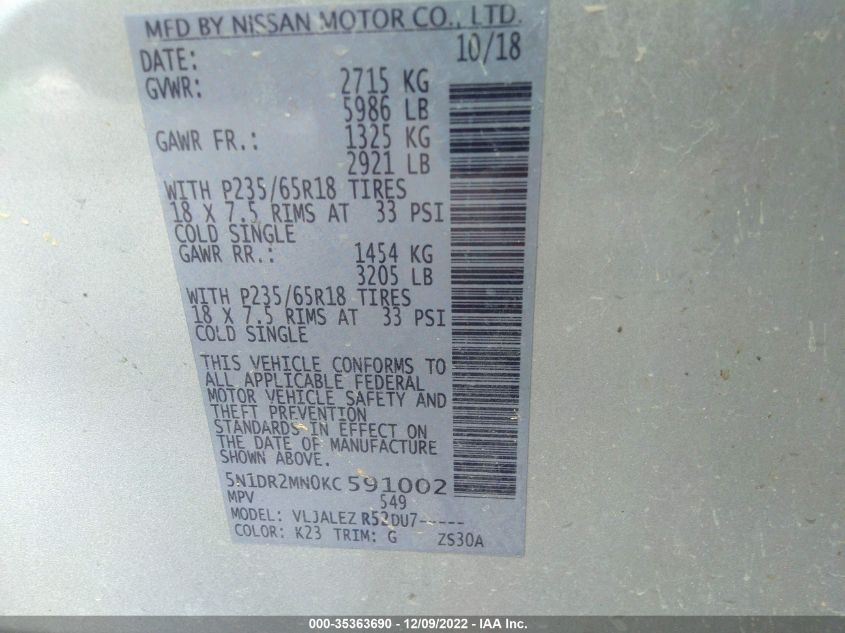 MFD BY NISSAN MOTOR CO., LTD.
DATE: 10/18
GVWR: 2715 KG
5986 LB
GAWR FR.: 1325 KG
2921 LB
WITH P235/65R18 TIRES
18 X 7.5 RIMS AT 33 PSI
COLD SINGLE
GAWR RR.: 1454 KG
3205 LB
WITH P235/65R18 TIRES
18 X 7.5 RIMS AT 33 PSI
COLD SINGLE
THIS VEHICLE CONFORMS TO
ALL APPLICABLE FEDERAL
MOTOR VEHICLE SAFETY AND
THEFT PREVENTION
STANDARDS IN EFFECT ON
THE DATE OF MANUFACTURE
SHOWN ABOVE.
5N1DR2MN0KC591002
MPV 549
MODEL: VLJALEZ R52DU7-----
COLOR: K23 TRIM: G ZS30A
000-35363690 - 12/09/2022 - IAA Inc.